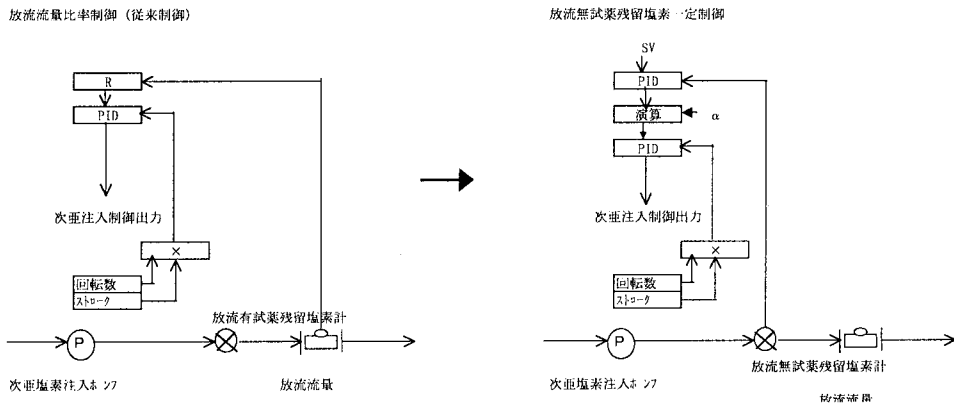 放流流量比率制御（従来制御）
R
PID
次亜注入制御出力
×
回転数
ストローク
放流有試薬残留塩素計
P
次亜塩素注入ホンフ
放流流量
放流無試薬残留塩素一定制御
SV
PID
演算
α
PID
次亜注入制御出力
×
回転数
ストローク
P
放流無試薬残留塩素計
次亜塩素注入ホンフ
放流流量